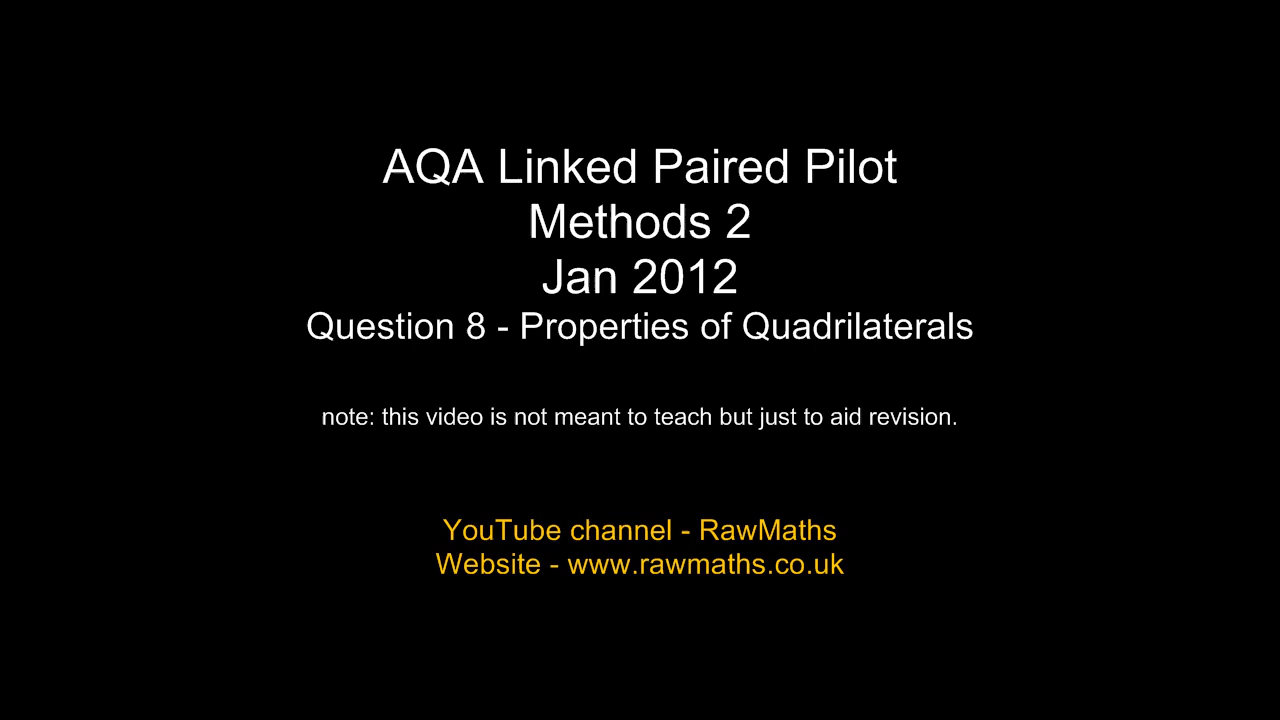 AQA Linked Paired Pilot
Methods 2
Jan 2012
Question 8 - Properties of Quadrilaterals
note: this video is not meant to teach but just to aid revision.
YouTube channel - RawMaths
Website - www.rawmaths.co.uk